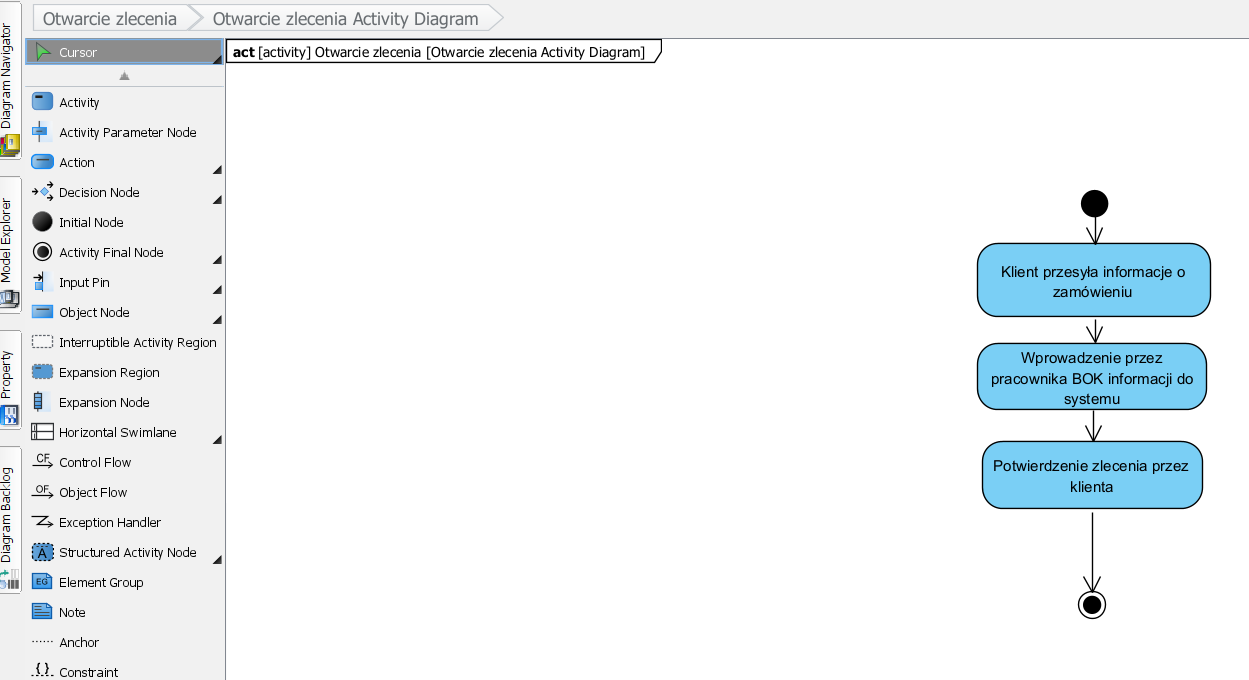 Otwarcie zlecenia
Otwarcie zlecenia Activity Diagram
Diagram Navigator
Model Explorer
Property
Diagram Backlog
Cursor
Activity
Activity Parameter Node
Action
Decision Node
Initial Node
Activity Final Node
Input Pin
Object Node
Interruptible Activity Region
Expansion Region
Expansion Node
Horizontal Swimlane
CF
Control Flow
OF
Object Flow
Exception Handler
A
Structured Activity Node
EG
Element Group
Note
Anchor
{ }
Constraint
act [activity] Otwarcie zlecenia [Otwarcie zlecenia Activity Diagram]
Klient przesyła informacje o
zamówieniu
Wprowadzenie przez
pracownika BOK informacji do
systemu
Potwierdzenie zlecenia przez
klienta